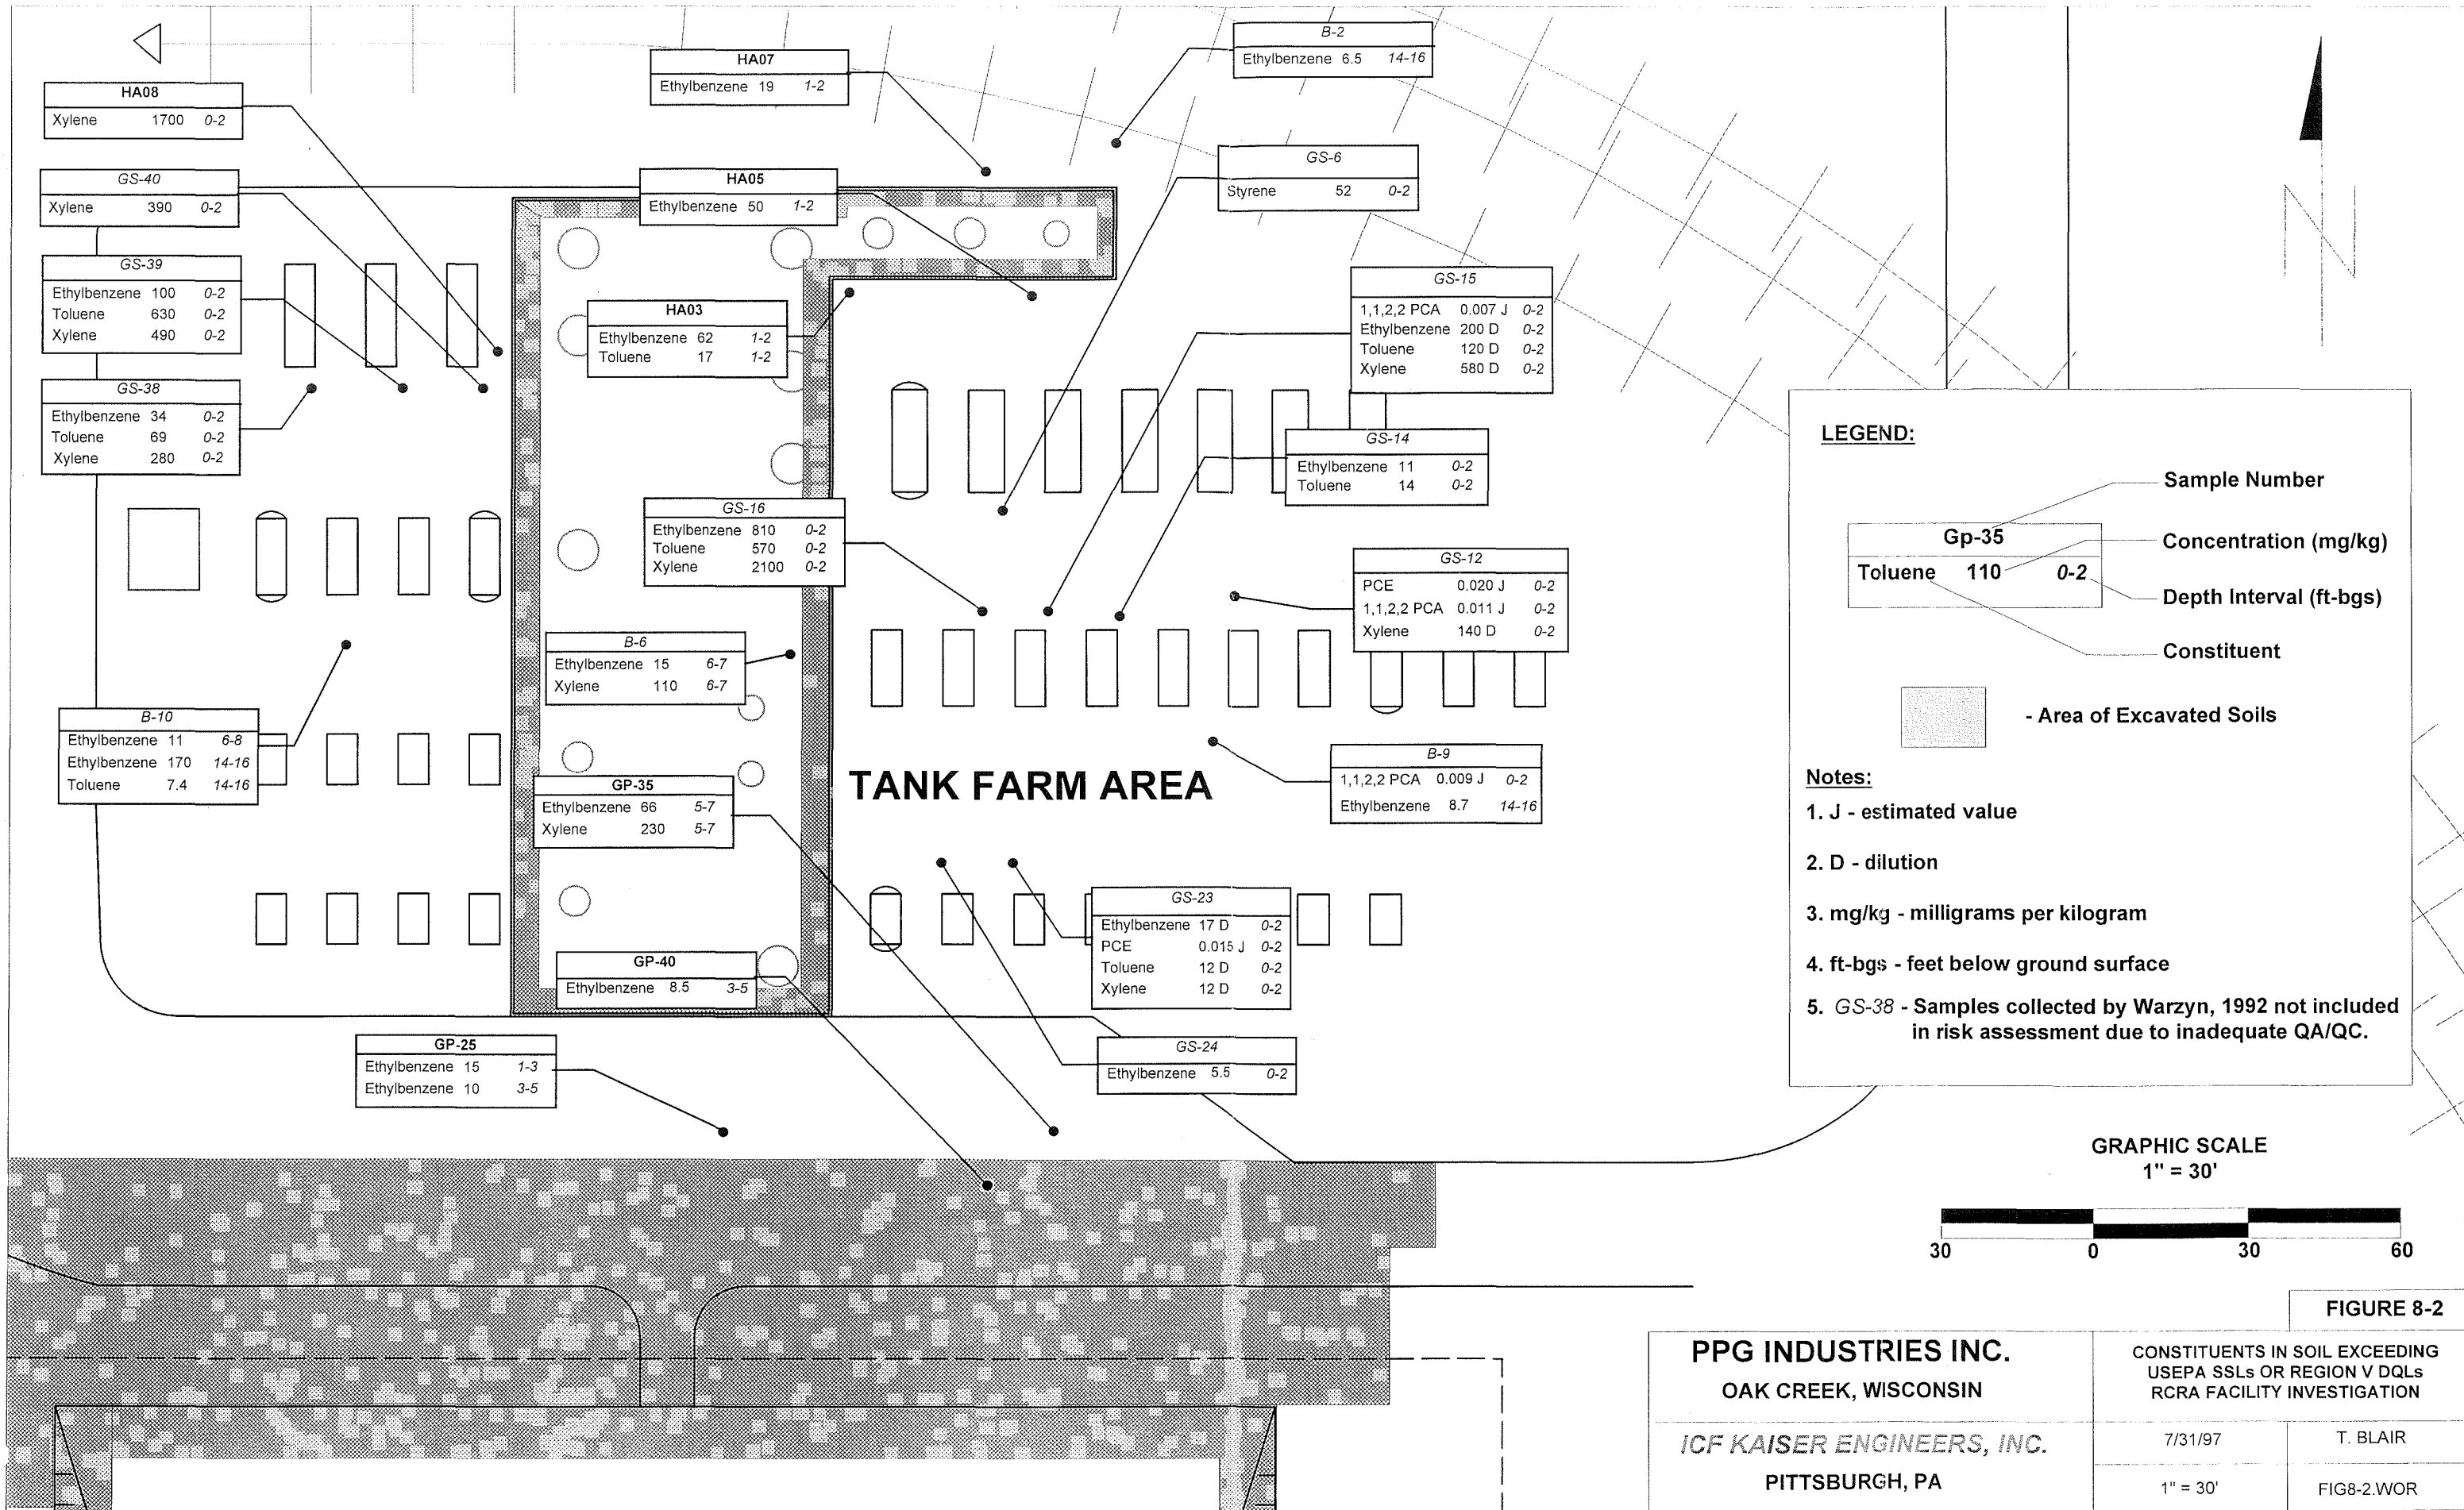 HA08
Xylene 1700 0-2
GS-40
Xylene 390 0-2
GS-39
Ethylbenzene 100 0-2
Toluene 630 0-2
Xylene 490 0-2
GS-38
Ethylbenzene 34 0-2
Toluene 69 0-2
Xylene 280 0-2
B-10
Ethylbenzene 11 6-8
Ethylbenzene 170 14-16
Toluene 7.4 14-16
HA07
Ethylbenzene 19 1-2
HA05
Ethylbenzene 50 1-2
HA03
Ethylbenzene 62 1-2
Toluene 17 1-2
GS-16
Ethylbenzene 810 0-2
Toluene 570 0-2
Xylene 2100 0-2
B-6
Ethylbenzene 15 6-7
Xylene 110 6-7
GP-35
Ethylbenzene 66 5-7
Xylene 230 5-7
GP-40
Ethylbenzene 8.5 3-5
GP-25
Ethylbenzene 15 1-3
Ethylbenzene 10 3-5
B-2
Ethylbenzene 6.5 14-16
GS-6
Styrene 52 0-2
GS-15
1,1,2,2 PCA 0.007 J 0-2
Ethylbenzene 200 D 0-2
Toluene 120 D 0-2
Xylene 580 D 0-2
GS-14
Ethylbenzene 11 0-2
Toluene 14 0-2
GS-12
PCE 0.020 J 0-2
1,1,2,2 PCA 0.011 J 0-2
Xylene 140 D 0-2
B-9
1,1,2,2 PCA 0.009 J 0-2
Ethylbenzene 8.7 14-16
TANK FARM AREA
GS-23
Ethylbenzene 17 D 0-2
PCE 0.015 J 0-2
Toluene 12 D 0-2
Xylene 12 D 0-2
GS-24
Ethylbenzene 5.5 0-2
N
LEGEND:
Sample Number
Gp-35
Concentration (mg/kg)
Toluene 110 0-2
Depth Interval (ft-bgs)
Constituent
- Area of Excavated Soils
Notes:
1. J - estimated value
2. D - dilution
3. mg/kg - milligrams per kilogram
4. ft-bgs - feet below ground surface
5. GS-38 - Samples collected by Warzyn, 1992 not included
in risk assessment due to inadequate QA/QC.
GRAPHIC SCALE
1" = 30'
30 0 30 60
FIGURE 8-2
PPG INDUSTRIES INC.
OAK CREEK, WISCONSIN
ICF KAISER ENGINEERS, INC.
PITTSBURGH, PA
CONSTITUENTS IN SOIL EXCEEDING
USEPA SSLs OR REGION V DQLs
RCRA FACILITY INVESTIGATION
7/31/97 T. BLAIR
1" = 30' FIG8-2.WOR